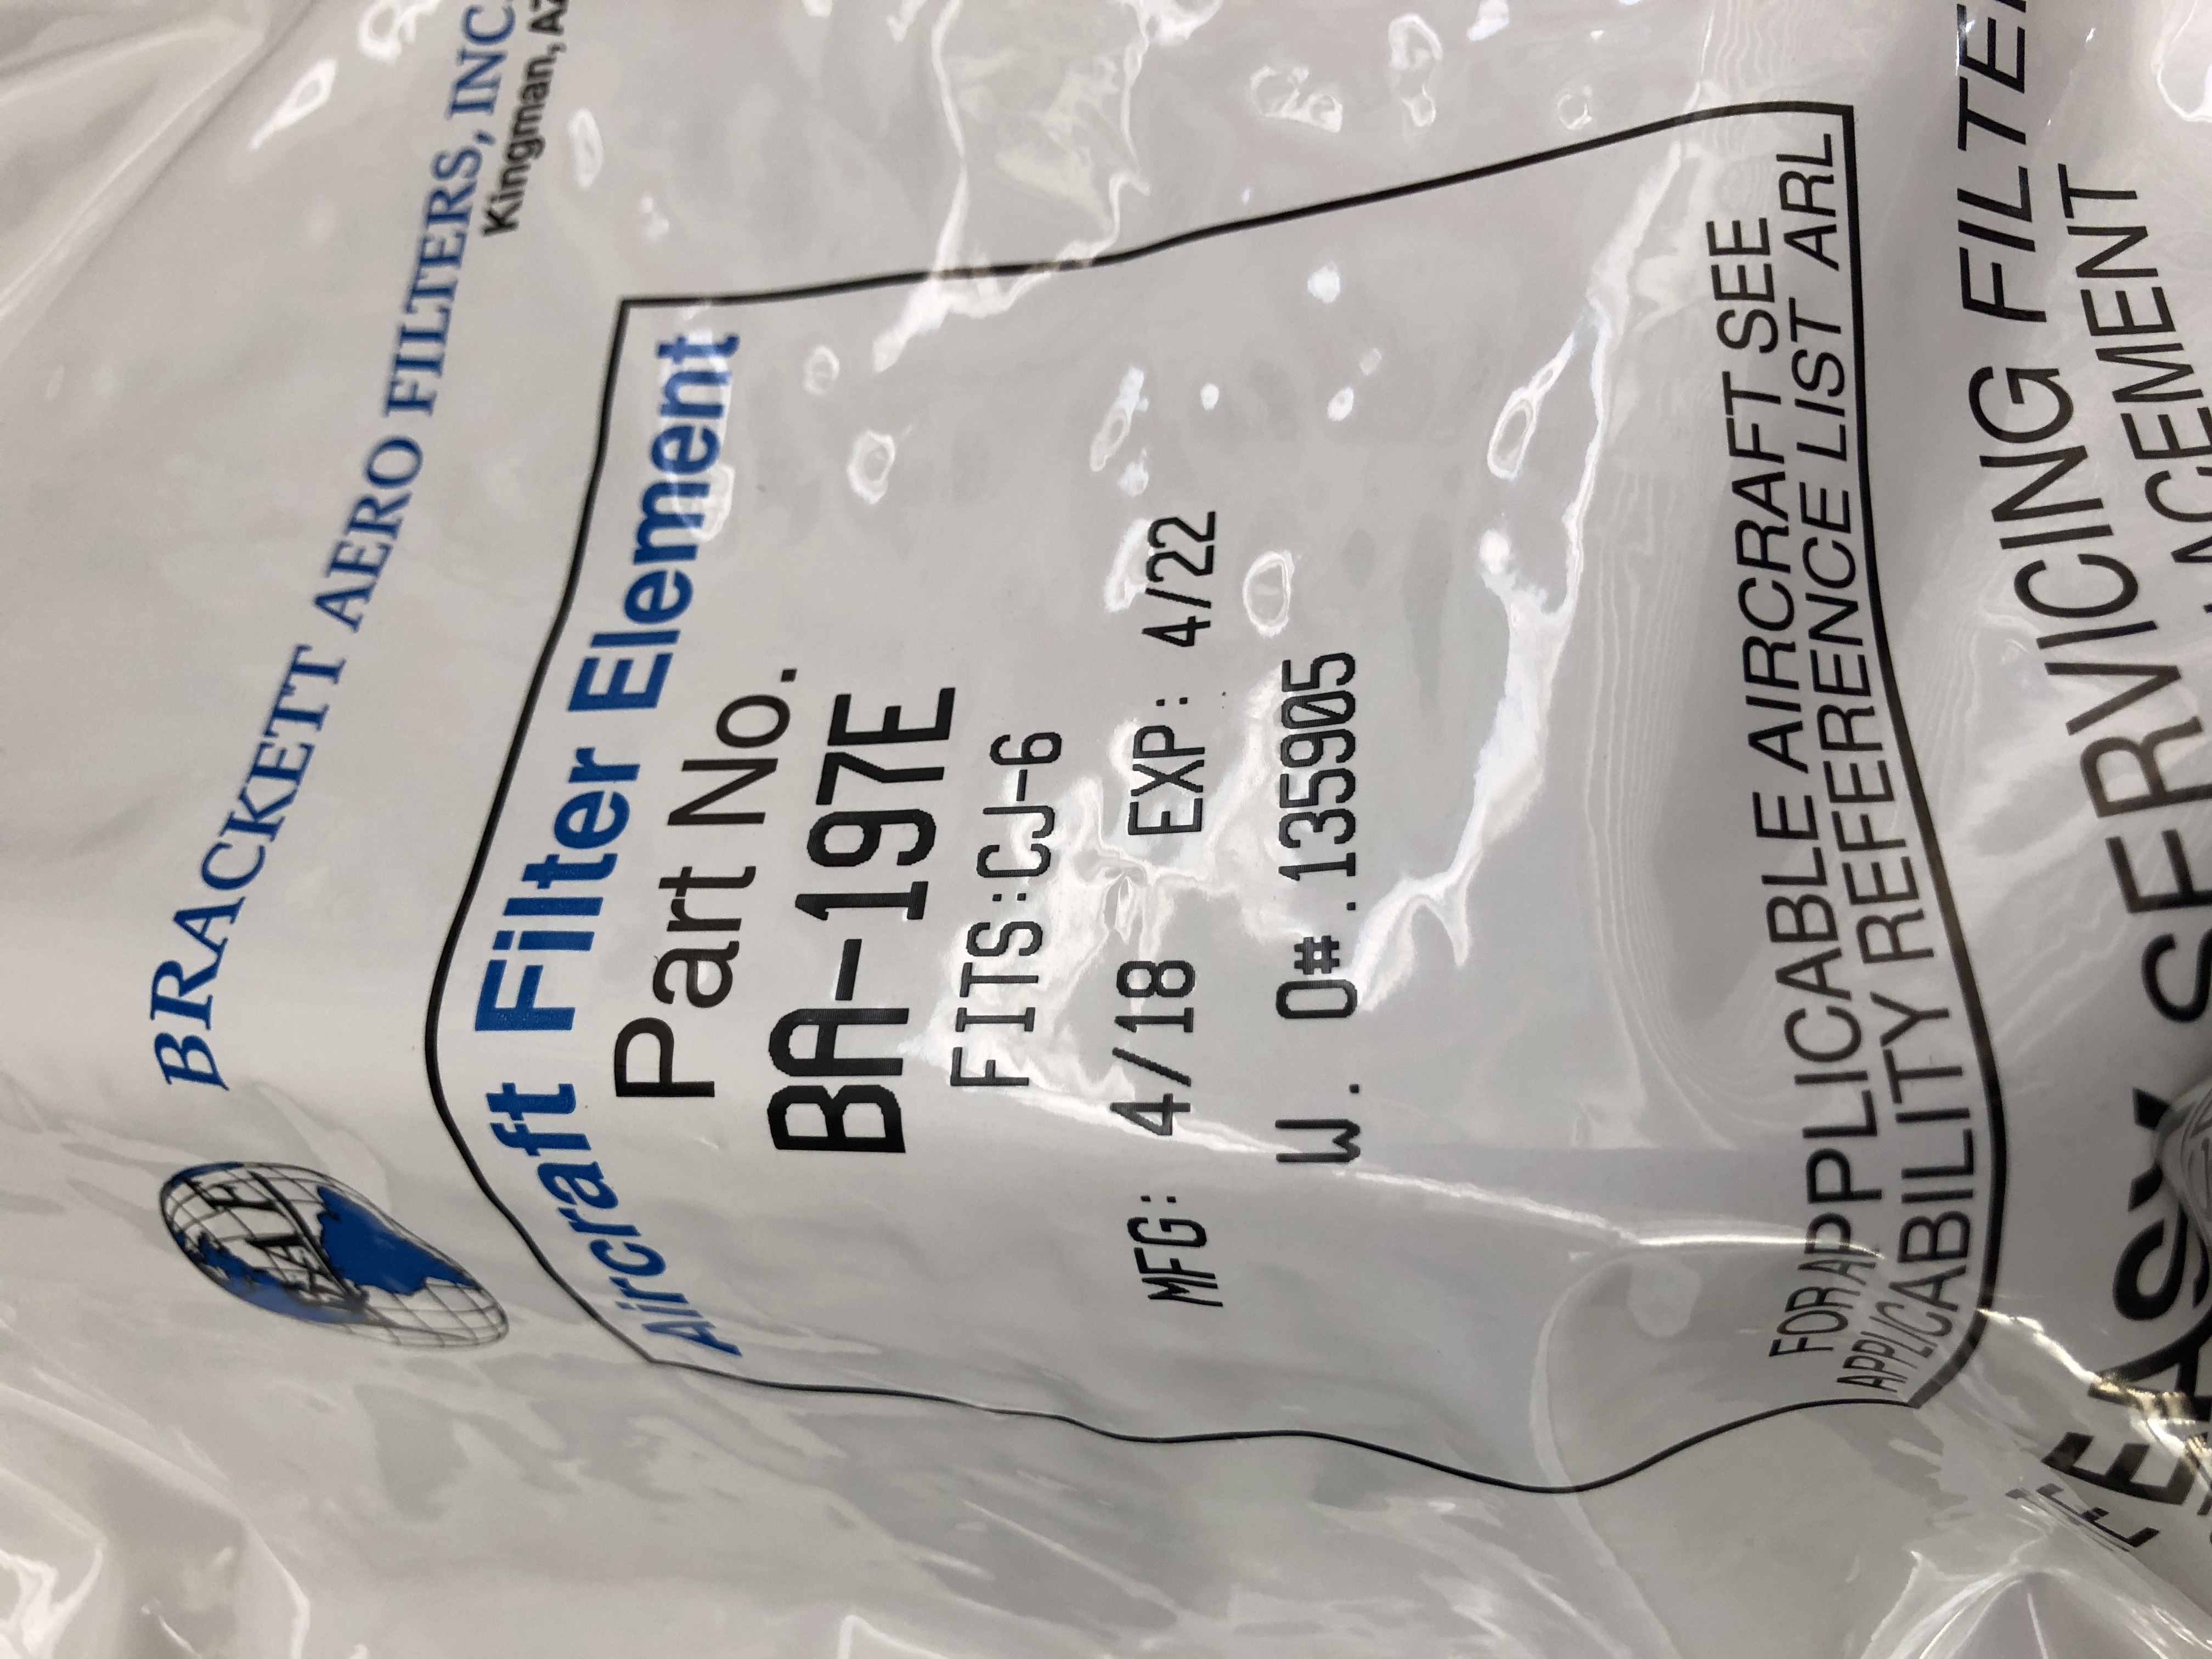 BAF
BRACKETT AERO FILTERS, INC.
Kingman, AZ
Aircraft Filter Element
Part No.
BA-197E
FITS:CJ-6
MFG: 4/18 EXP: 4/22
W. O#.135905
FOR APPLICABLE AIRCRAFT SEE
APPLICABILITY REFERENCE LIST ARL
SERVICING